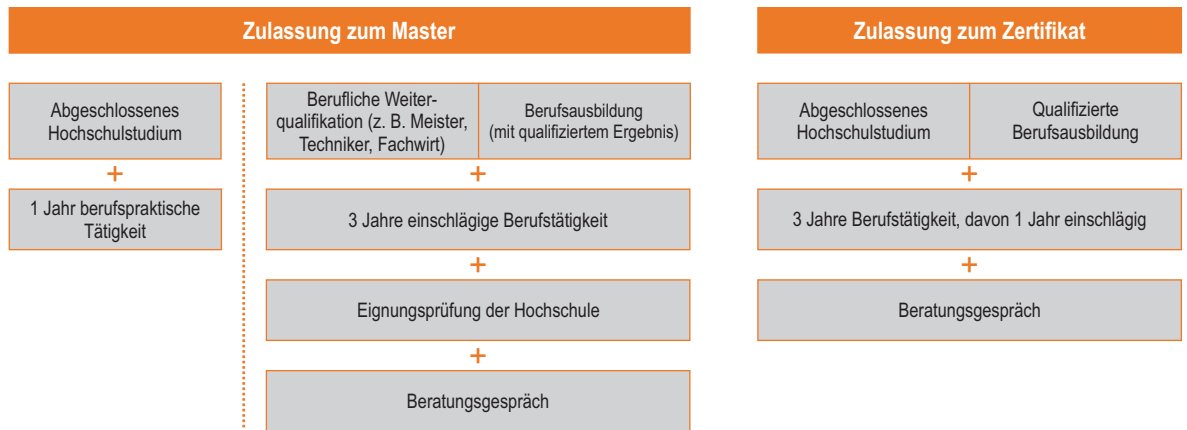 Zulassung zum Master
Abgeschlossenes
Hochschulstudium
+
1 Jahr berufspraktische
Tätigkeit
Berufliche Weiter-
qualifikation (z. B. Meister,
Techniker, Fachwirt)
Berufsausbildung
(mit qualifiziertem Ergebnis)
+
3 Jahre einschlägige Berufstätigkeit
+
Eignungsprüfung der Hochschule
+
Beratungsgespräch
Zulassung zum Zertifikat
Abgeschlossenes
Hochschulstudium
Qualifizierte
Berufsausbildung
+
3 Jahre Berufstätigkeit, davon 1 Jahr einschlägig
+
Beratungsgespräch